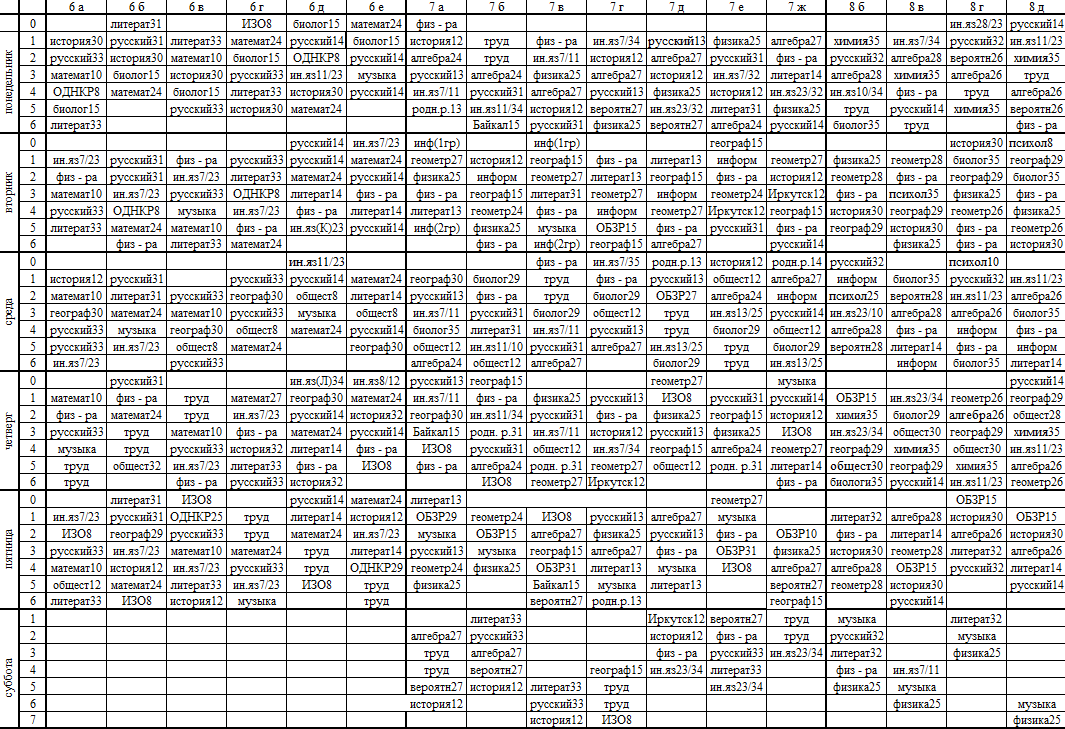 6 а 6 б 6 в 6 г 6 д 6 е 7 а 7 б 7 в 7 г 7 д 7 е 7 ж 8 б 8 в 8 г 8 д
понедельник
0 литерат31 ИЗО8 биолог15 математ24 физ - ра ин.яз28/23 русский14
1 история30 русский31 литерат33 математ24 русский14 биолог15 история12 труд физ - ра ин.яз7/34 русский13 физика25 алгебра27 химия35 ин.яз7/34 русский32 ин.яз11/23
2 русский33 история30 математ10 биолог15 ОДНКР8 русский14 алгебра24 труд ин.яз7/11 история12 алгебра27 русский31 физ - ра русский32 алгебра28 вероятн26 химия35
3 математ10 биолог15 история30 русский33 ин.яз11/23 музыка русский13 алгебра24 физика25 алгебра27 история12 ин.яз7/32 литерат14 алгебра28 химия35 алгебра26 труд
4 ОДНКР8 математ24 биолог15 литерат33 история30 русский14 ин.яз7/11 русский31 алгебра27 русский13 физика25 история12 ин.яз23/32 ин.яз10/34 физ - ра труд алгебра26
5 биолог15 русский33 история30 математ24 родн.р.13 ин.яз11/34 история12 вероятн27 ин.яз23/32 литерат31 физика25 труд русский14 химия35 вероятн26
6 литерат33 Байкал15 русский31 физика25 вероятн27 алгебра24 русский14 биолог35 труд физ - ра
вторник
0 русский14 ин.яз7/23 инф(1гр) инф(1гр) географ15 история30 психол8
1 ин.яз7/23 русский31 физ - ра русский33 русский14 математ24 геометр27 история12 географ15 физ - ра литерат13 информ геометр27 физика25 геометр28 биолог35 географ29
2 физ - ра русский31 ин.яз7/23 литерат33 математ24 русский14 физика25 информ геометр27 литерат13 географ15 физ - ра история12 геометр28 физ - ра географ29 биолог35
3 математ10 ин.яз7/23 русский33 ОДНКР8 литерат14 физ - ра физ - ра географ15 литерат31 геометр27 информ геометр24 Иркутск12 физ - ра психол35 физика25 физ - ра
4 русский33 ОДНКР8 музыка ин.яз7/23 физ - ра литерат14 литерат13 геометр24 физ - ра информ геометр27 Иркутск12 географ15 история30 географ29 геометр26 физика25
5 литерат33 математ24 математ10 физ - ра ин.яз(К)23 русский14 инф(2гр) физика25 музыка ОБЗР15 физ - ра русский31 физ - ра географ29 история30 физ - ра геометр26
6 физ - ра литерат33 математ24 физ - ра инф(2гр) географ15 алгебра27 русский14 физика25 физ - ра история30
среда
0 ин.яз11/23 физ - ра ин.яз7/35 родн.р.13 история12 родн.р.14 русский32 психол10
1 история12 русский31 русский33 русский14 математ24 географ30 биолог29 труд физ - ра русский13 общест12 алгебра27 информ биолог35 русский32 ин.яз11/23
2 математ10 литерат31 русский33 географ30 общест8 литерат14 русский13 физ - ра труд биолог29 ОБЗР27 алгебра24 информ психол25 вероятн28 ин.яз11/23 алгебра26
3 географ30 математ24 математ10 русский33 музыка общест8 ин.яз7/11 русский31 биолог29 общест12 труд ин.яз13/25 русский14 ин.яз23/10 алгебра28 алгебра26 биолог35
4 русский33 музыка географ30 общест8 математ24 русский14 биолог35 литерат31 ин.яз7/11 русский13 труд биолог29 общест12 алгебра28 физ - ра информ физ - ра
5 русский33 ин.яз7/23 общест8 математ24 географ30 общест12 ин.яз11/10 русский31 алгебра27 ин.яз13/25 труд биолог29 вероятн28 литерат14 физ - ра информ
6 ин.яз7/23 русский33 алгебра24 общест12 алгебра27 биолог29 труд ин.яз13/25 информ биолог35 литерат14
четверг
0 русский31 ин.яз(Л)34 ин.яз8/12 русский13 географ15 геометр27 музыка русский14
1 математ10 физ - ра труд математ27 географ30 математ24 ин.яз7/11 физ - ра физика25 русский13 ИЗО8 русский31 русский14 ОБЗР15 ин.яз23/34 геометр26 географ29
2 физ - ра математ24 труд ин.яз7/23 русский14 история32 географ30 ин.яз11/34 русский31 физ - ра физика25 географ15 история12 химия35 биолог29 алгебра26 общест28
3 русский33 труд математ10 физ - ра математ24 русский14 Байкал15 родн. р.31 ин.яз7/11 история12 русский13 физика25 ИЗО8 ин.яз23/34 общест30 географ29 химия35
4 музыка труд русский33 история32 литерат14 физ - ра ИЗО8 русский31 общест12 ин.яз7/34 географ15 алгебра24 геометр27 географ29 химия35 общест30 ин.яз11/23
5 труд общест32 ин.яз7/23 литерат33 физ - ра ИЗО8 физ - ра алгебра24 родн. р.31 геометр27 общест12 родн. р.31 литерат14 общест30 географ29 химия35 алгебра26
6 труд физ - ра русский33 история32 ИЗО8 геометр27 Иркутск12 физ - ра биологи35 русский14 ин.яз11/23 геометр26
пятница
0 литерат31 ИЗО8 русский14 математ24 литерат13 геометр27 ОБЗР15
1 ин.яз7/23 русский31 ОДНКР25 труд литерат14 история12 ОБЗР29 геометр24 ИЗО8 русский13 алгебра27 музыка литерат32 алгебра28 история30 ОБЗР15
2 ИЗО8 географ29 русский33 труд математ24 ин.яз7/23 музыка ОБЗР15 алгебра27 физика25 русский13 физ - ра ОБЗР10 физ - ра литерат14 алгебра26 история30
3 русский33 ин.яз7/23 математ10 математ24 труд литерат14 русский13 музыка географ15 алгебра27 физ - ра ОБЗР31 физика25 история30 геометр28 литерат32 алгебра26
4 математ10 история12 ин.яз7/23 русский33 труд ОДНКР29 геометр24 физика25 ОБЗР31 литерат13 музыка ИЗО8 алгебра27 алгебра28 ОБЗР15 русский32 литерат14
5 общест12 математ24 литерат33 ин.яз7/23 ИЗО8 труд физика25 Байкал15 музыка литерат13 вероятн27 геометр28 история30 русский14
6 литерат33 ИЗО8 история12 музыка труд вероятн27 родн.р.13 географ15 русский14
суббота
1 литерат33 Иркутск12 вероятн27 труд музыка литерат32
2 алгебра27 русский33 история12 физ - ра труд русский32 музыка
3 труд алгебра27 физ - ра русский33 ин.яз23/34 литерат32 физика25
4 труд вероятн27 географ15 ин.яз23/34 литерат33 физ - ра ин.яз7/11
5 вероятн27 история12 литерат33 труд ин.яз23/34 физика25 музыка
6 история12 русский33 труд физика25 музыка
7 история12 ИЗО8 физика25